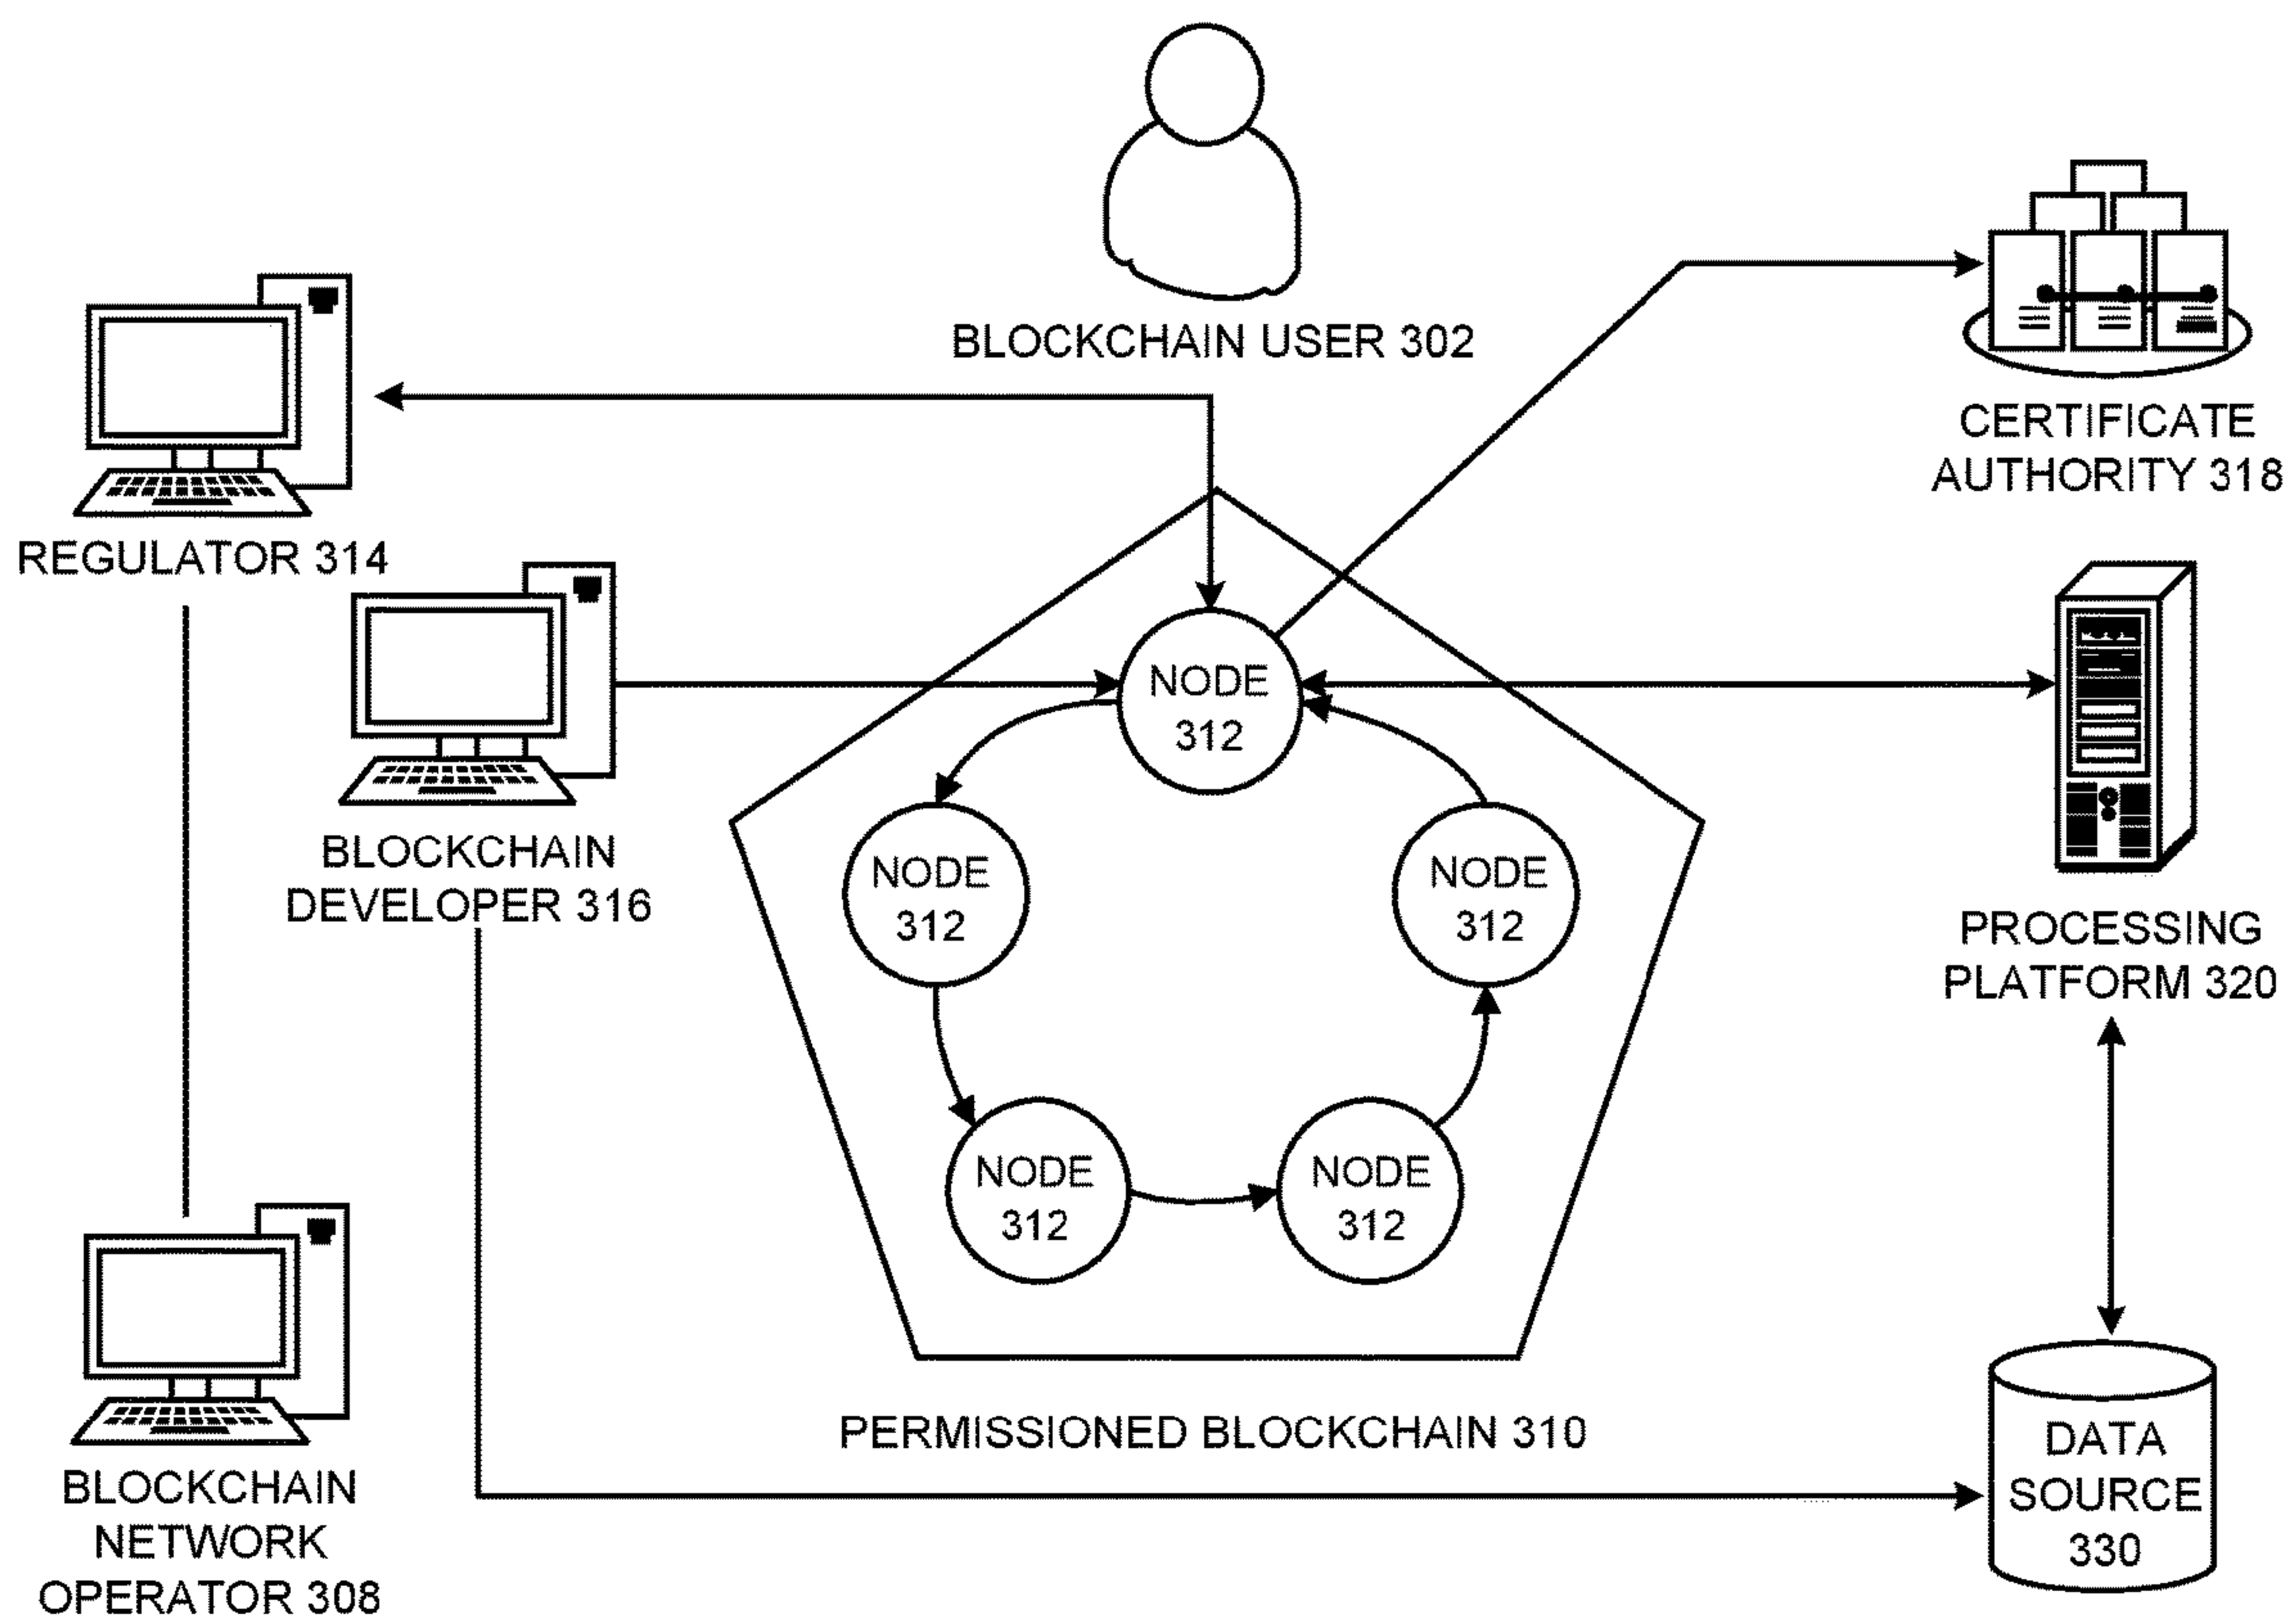 BLOCKCHAIN USER 302
CERTIFICATE
AUTHORITY 318
REGULATOR 314
BLOCKCHAIN
DEVELOPER 316
NODE
312
NODE
312
NODE
312
NODE
312
NODE
312
PROCESSING
PLATFORM 320
PERMISSIONED BLOCKCHAIN 310
BLOCKCHAIN
NETWORK
OPERATOR 308
DATA
SOURCE
330